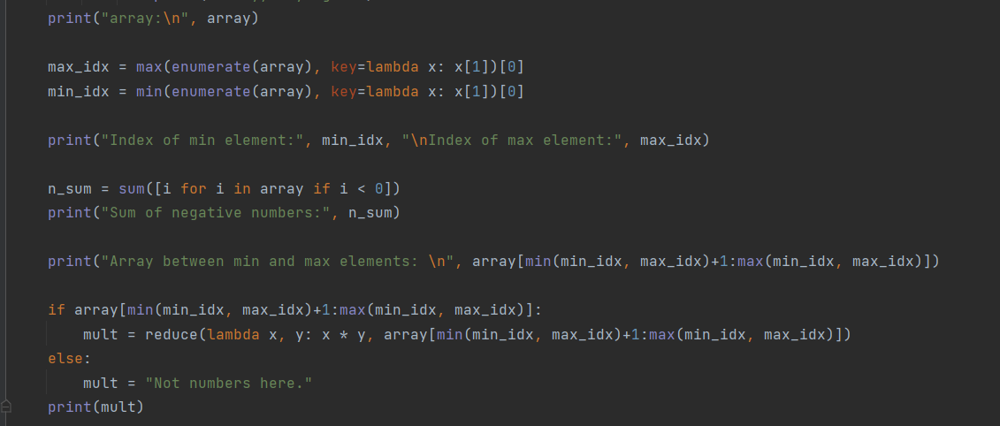 print("array:\n", array)
max_idx = max(enumerate(array), key=lambda x: x[1])[0]
min_idx = min(enumerate(array), key=lambda x: x[1])[0]
print("Index of min element:", min_idx, "\nIndex of max element:", max_idx)
n_sum = sum([i for i in array if i < 0])
print("Sum of negative numbers:", n_sum)
print("Array between min and max elements: \n", array[min(min_idx, max_idx)+1:max(min_idx, max_idx)])
if array[min(min_idx, max_idx)+1:max(min_idx, max_idx)]:
    mult = reduce(lambda x, y: x * y, array[min(min_idx, max_idx)+1:max(min_idx, max_idx)])
else:
    mult = "Not numbers here."
print(mult)